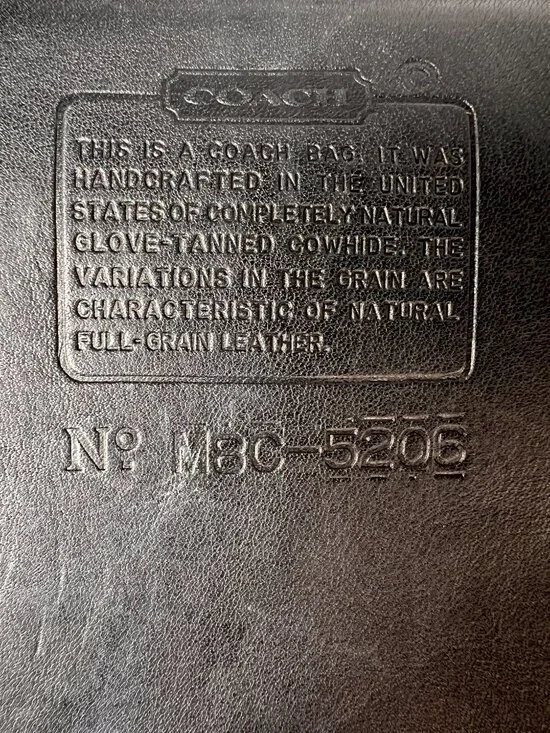 COACH
THIS IS A COACH BAG. IT WAS
HANDCRAFTED IN THE UNITED
STATES OF COMPLETELY NATURAL
GLOVE-TANNED COWHIDE. THE
VARIATIONS IN THE GRAIN ARE
CHARACTERISTIC OF NATURAL
FULL-GRAIN LEATHER.
No M8C-5206